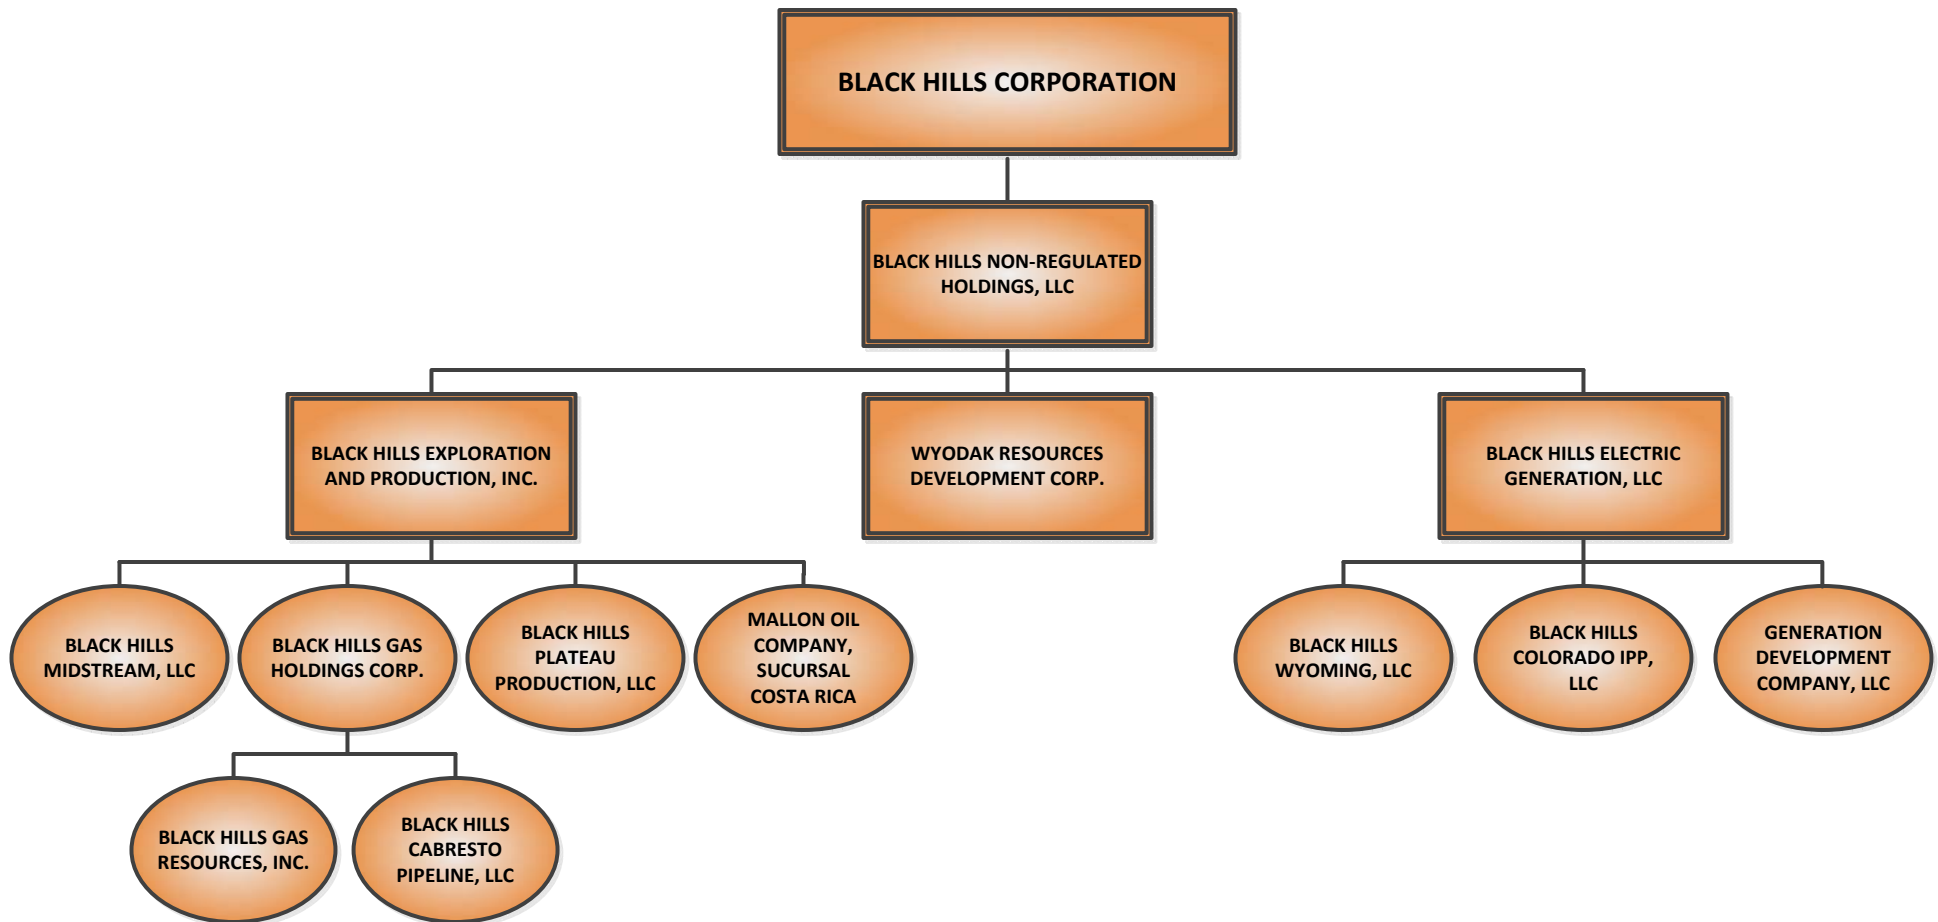 BLACK HILLS CORPORATION
BLACK HILLS NON-REGULATED
HOLDINGS, LLC
BLACK HILLS EXPLORATION
AND PRODUCTION, INC.
WYODAK RESOURCES
DEVELOPMENT CORP.
BLACK HILLS ELECTRIC
GENERATION, LLC
BLACK HILLS
MIDSTREAM, LLC
BLACK HILLS GAS
HOLDINGS CORP.
BLACK HILLS
PLATEAU
PRODUCTION, LLC
MALLON OIL
COMPANY,
SUCURSAL
COSTA RICA
BLACK HILLS
WYOMING, LLC
BLACK HILLS
COLORADO IPP,
LLC
GENERATION
DEVELOPMENT
COMPANY, LLC
BLACK HILLS GAS
RESOURCES, INC.
BLACK HILLS
CABRESTO
PIPELINE, LLC